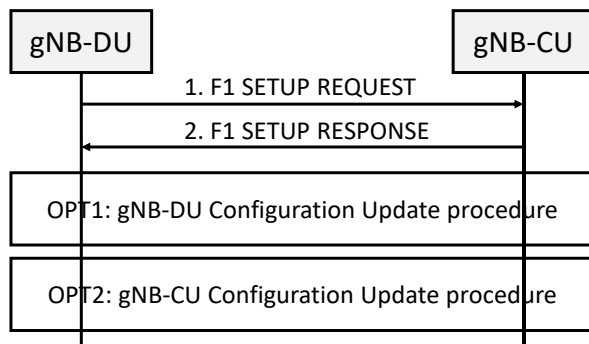 gNB-DU
gNB-CU
1. F1 SETUP REQUEST
2. F1 SETUP RESPONSE
OPT1: gNB-DU Configuration Update procedure
OPT2: gNB-CU Configuration Update procedure